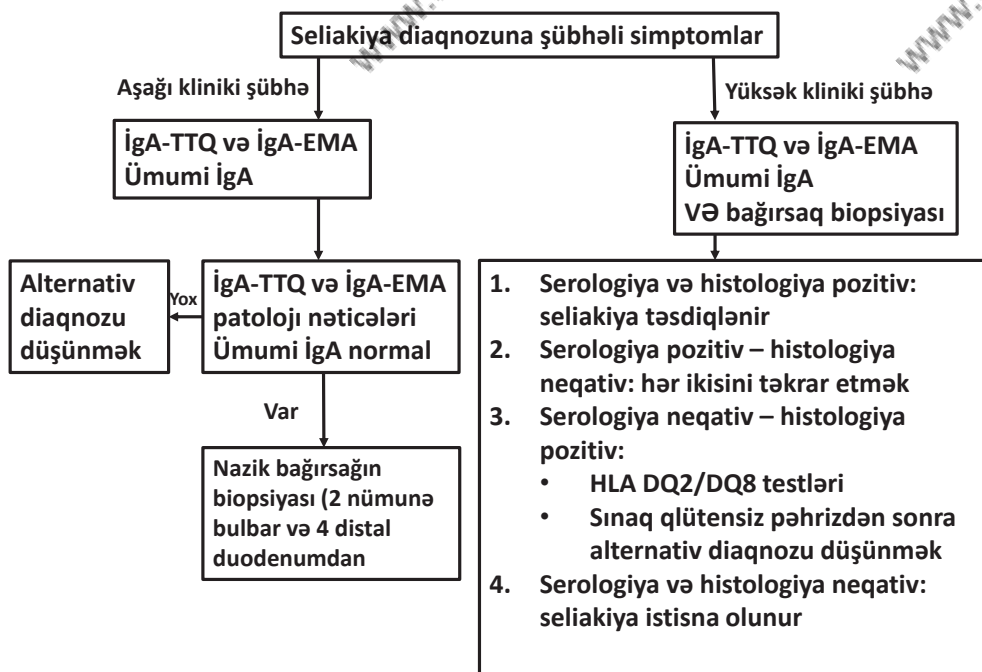 Seliakiya diaqnozuna şübhəli simptomlar
Aşağı kliniki şübhə
Yüksək kliniki şübhə
İgA-TTQ və İgA-EMA
Ümumi İgA
İgA-TTQ və İgA-EMA
Ümumi İgA
VƏ bağırsaq biopsiyası
Alternativ
diaqnozu
düşünmək
Yox
İgA-TTQ və İgA-EMA
patolojı nəticələri
Ümumi İgA normal
Var
Nazik bağırsağın
biopsiyası (2 nümunə
bulbar və 4 distal
duodenumdan
1. Serologiya və histologiya pozitiv:
seliakiya təsdiqlənir
2. Serologiya pozitiv – histologiya
neqativ: hər ikisini təkrar etmək
3. Serologiya neqativ – histologiya
pozitiv:
• HLA DQ2/DQ8 testləri
• Sınaq qlütensiz pəhrizdən sonra
alternativ diaqnozu düşünmək
4. Serologiya və histologiya neqativ:
seliakiya istisna olunur
www.
www.